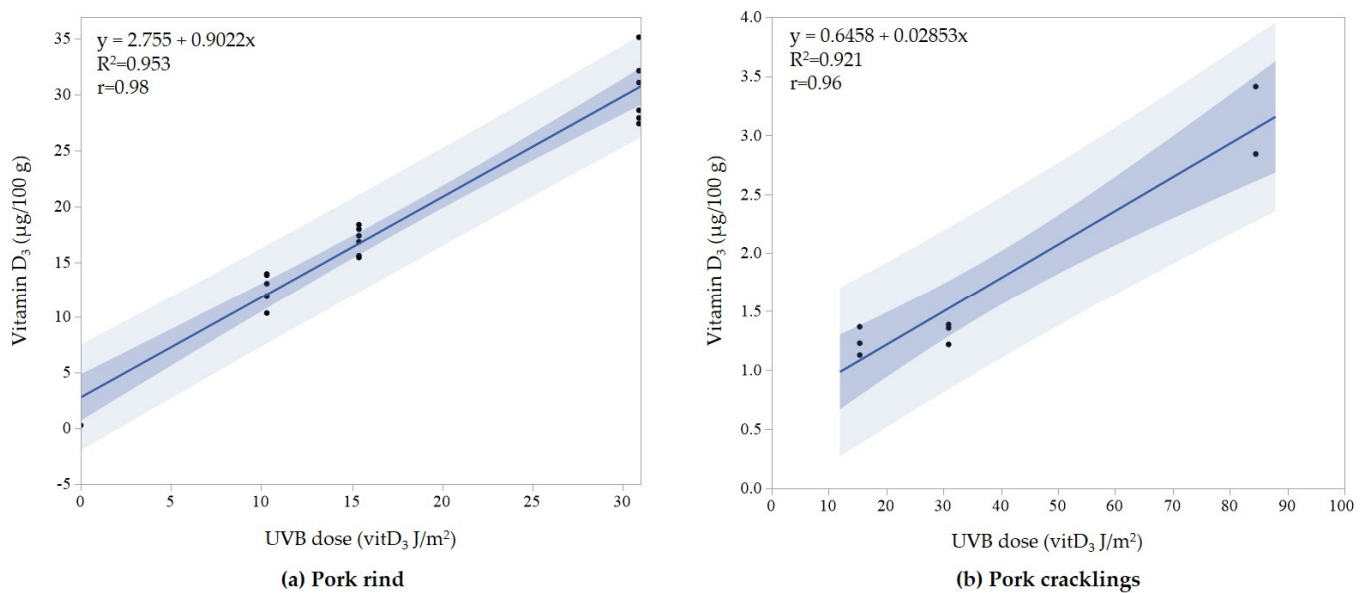 y = 2.755 + 0.9022x
R²=0.953
r=0.98
35
30
25
20
15
10
5
0
-5
Vitamin D₃ (µg/100 g)
0 5 10 15 20 25 30
UVB dose (vitD₃ J/m²)
(a) Pork rind
y = 0.6458 + 0.02853x
R²=0.921
r=0.96
4.0
3.5
3.0
2.5
2.0
1.5
1.0
0.5
0.0
Vitamin D₃ (µg/100 g)
0 10 20 30 40 50 60 70 80 90 100
UVB dose (vitD₃ J/m²)
(b) Pork cracklings